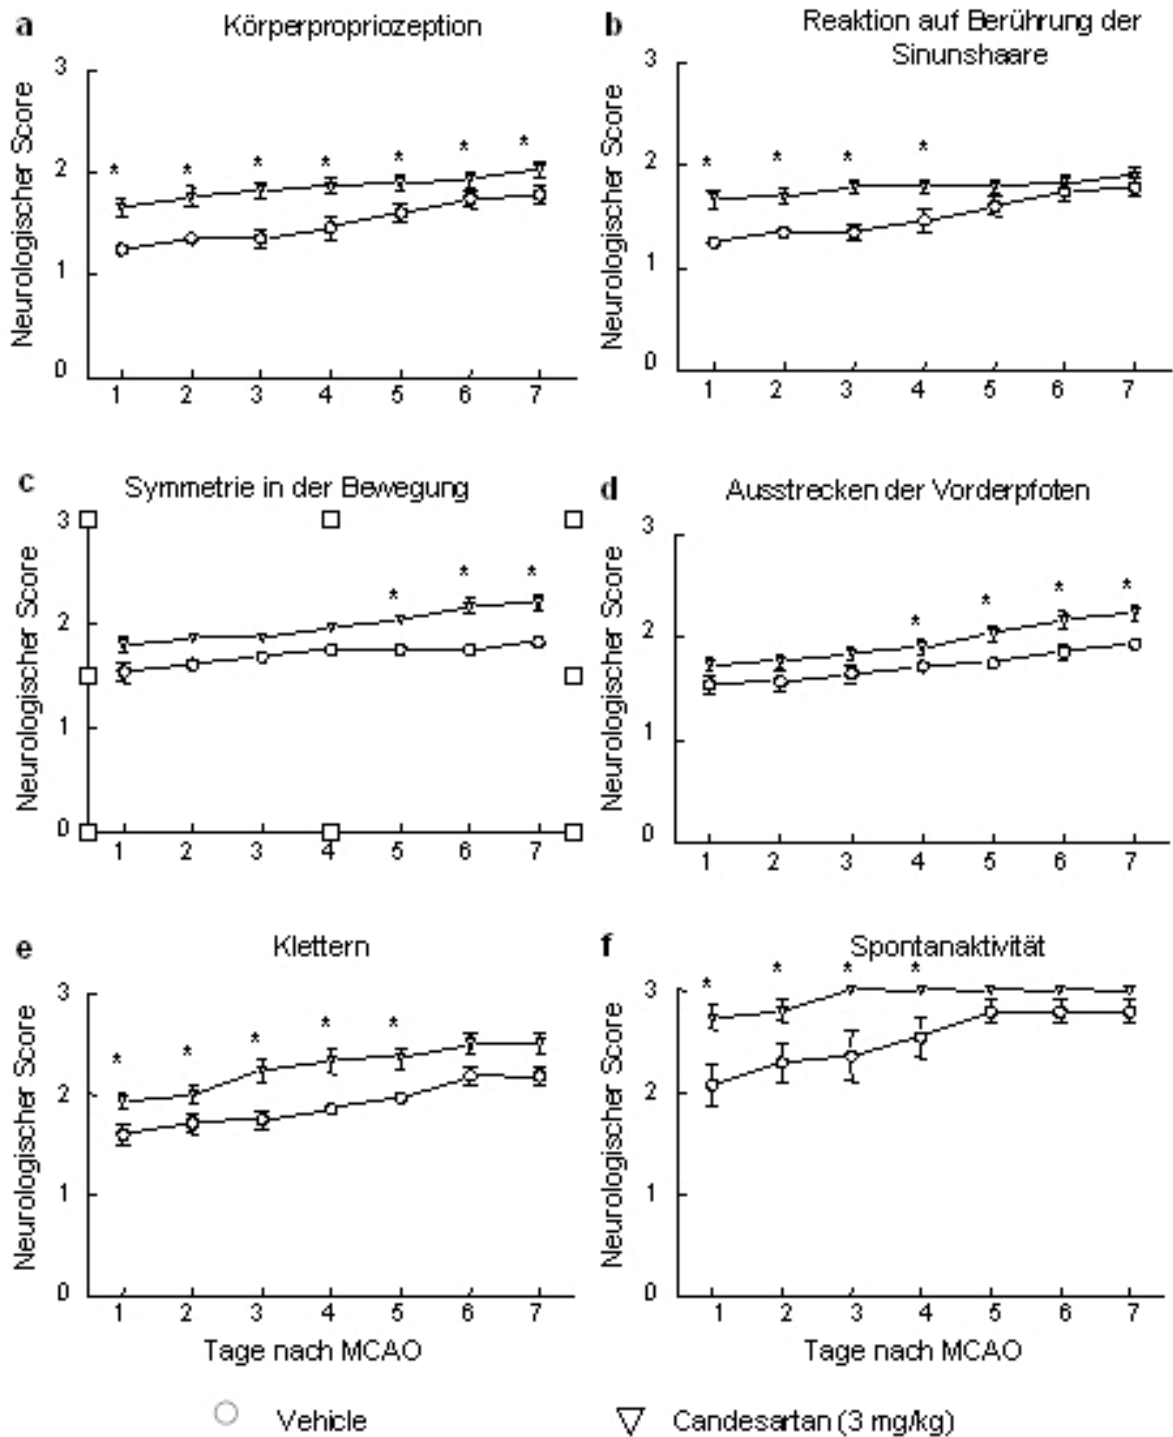 a Körperpropriozeption
Neurologischer Score
3
* * * * * * *
2
1
0
1 2 3 4 5 6 7
b Reaktion auf Berührung der
Sinunshaare
Neurologischer Score
3
* * * *
2
1
0
1 2 3 4 5 6 7
c Symmetrie in der Bewegung
Neurologischer Score
3
* * *
2
1
0
1 2 3 4 5 6 7
d Ausstrecken der Vorderpfoten
Neurologischer Score
3
* * * *
2
1
0
1 2 3 4 5 6 7
e Klettern
Neurologischer Score
3
* * * * *
2
1
0
1 2 3 4 5 6 7
Tage nach MCAO
f Spontanaktivität
Neurologischer Score
* * * *
3
2
1
0
1 2 3 4 5 6 7
Tage nach MCAO
Vehicle
Candesartan (3 mg/kg)